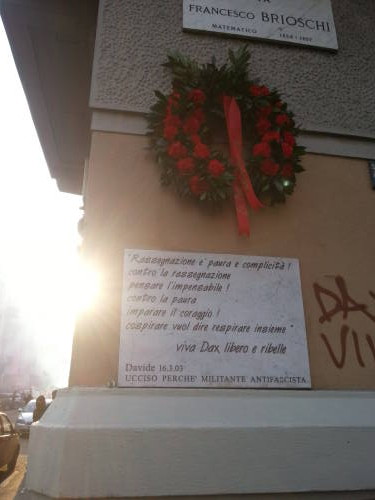 FRANCESCO BRIOSCHI
MATEMATICO
"Rassegnazione e' paura e complicità !
contro la rassegnazione
pensare l'impensabile !
contro la paura
imparare il coraggio !
cospirare vuol dire respirare insieme"
viva Dax, libero e ribelle
Davide 16.3.03
UCCISO PERCHE' MILITANTE ANTIFASCISTA